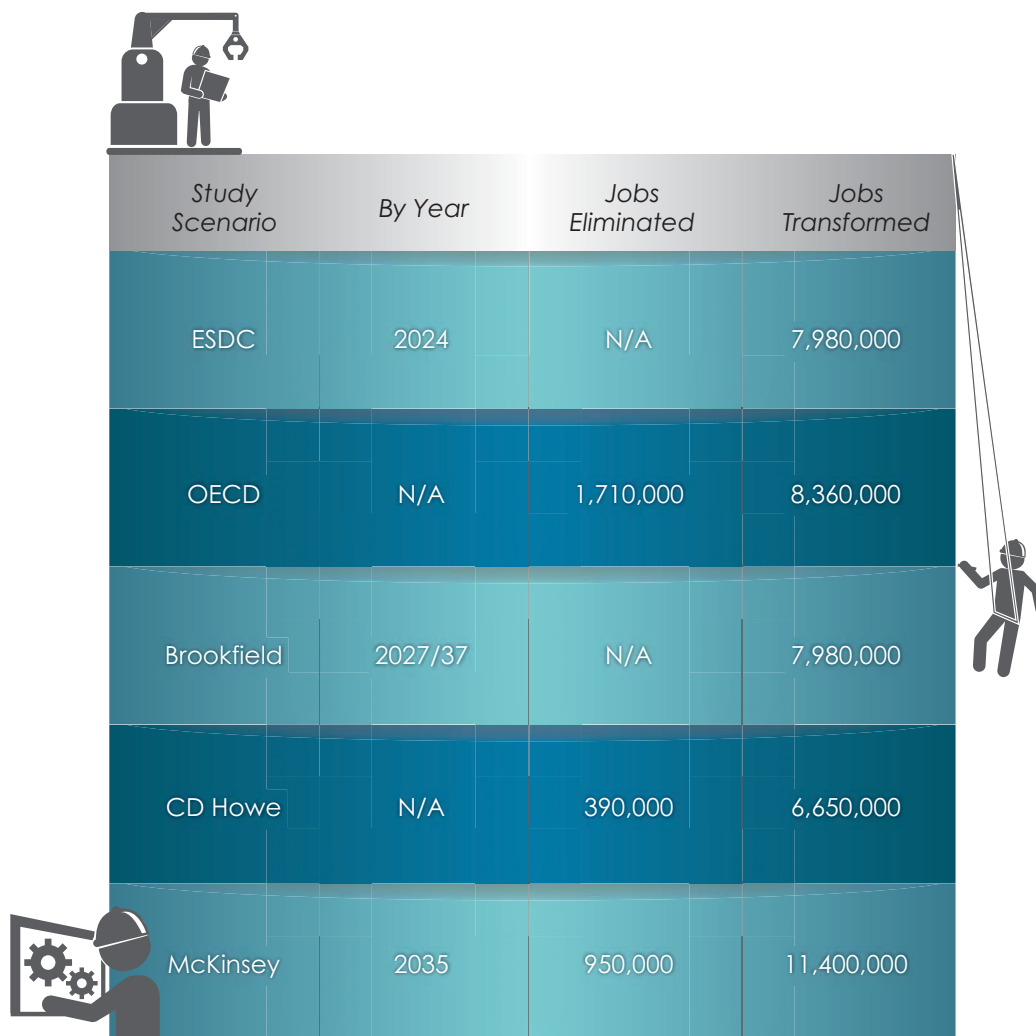 Study
Scenario
By Year
Jobs
Eliminated
Jobs
Transformed
ESDC
2024
N/A
7,980,000
OECD
N/A
1,710,000
8,360,000
Brookfield
2027/37
N/A
7,980,000
CD Howe
N/A
390,000
6,650,000
McKinsey
2035
950,000
11,400,000